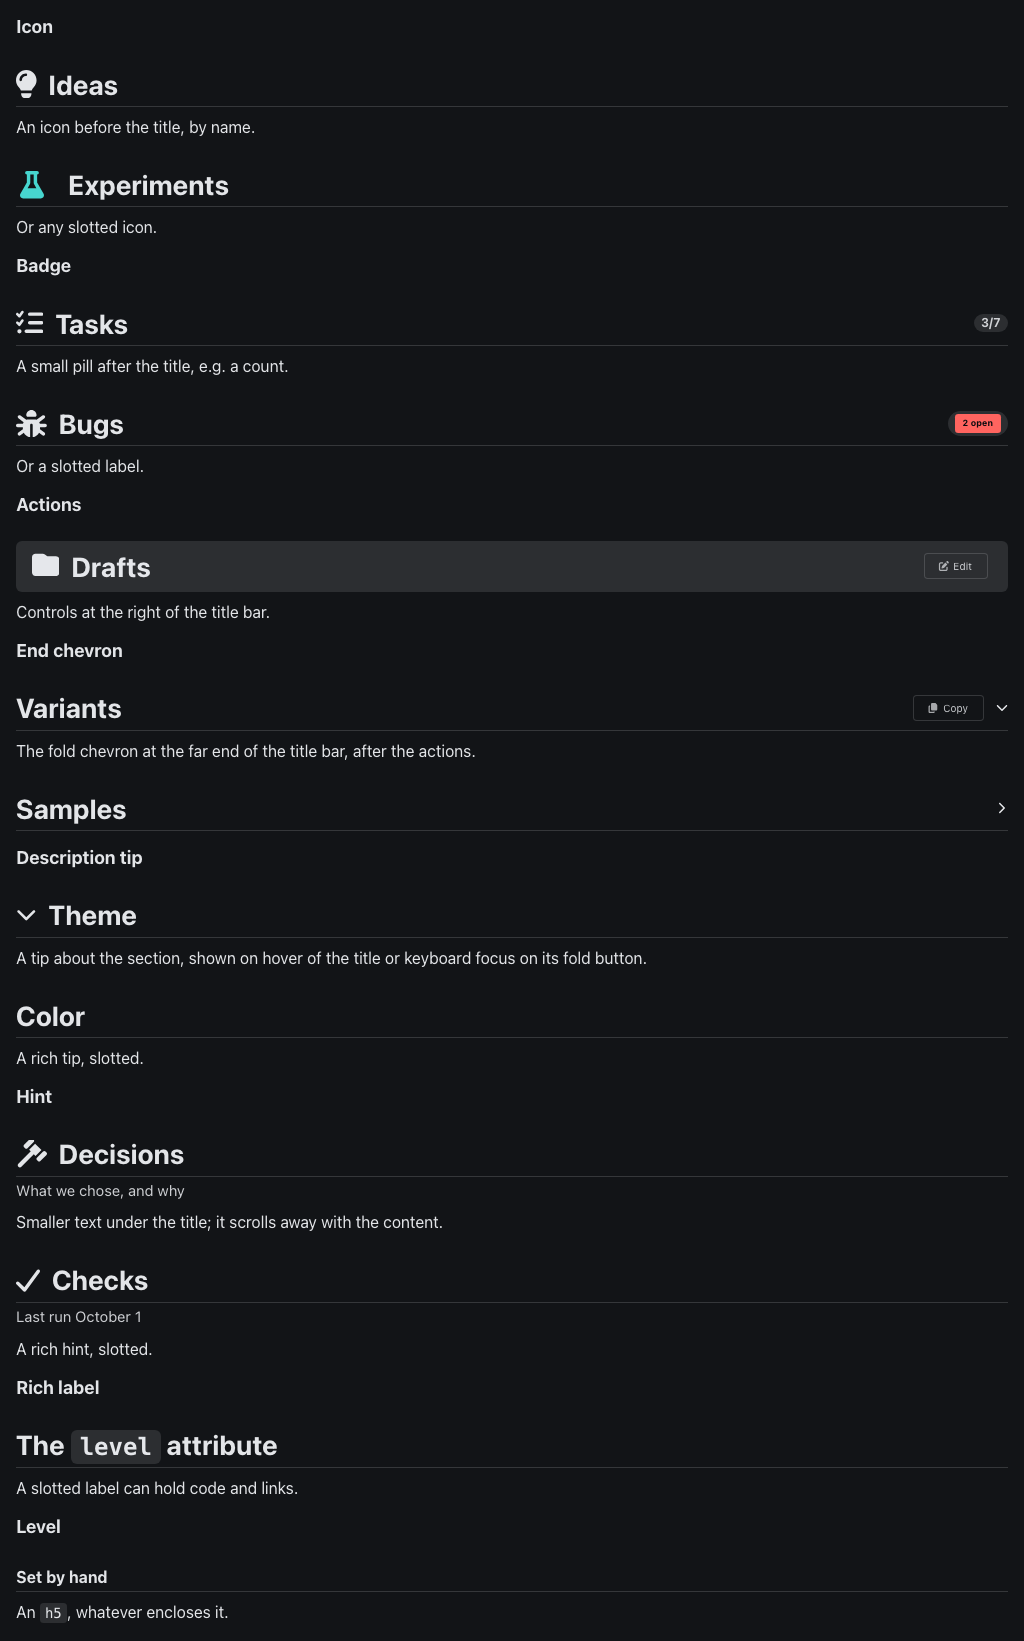 Icon
Ideas
An icon before the title, by name.
Experiments
Or any slotted icon.
Badge
Tasks 3/7
A small pill after the title, e.g. a count.
Bugs 2 open
Or a slotted label.
Actions
Drafts Edit
Controls at the right of the title bar.
End chevron
Variants Copy
The fold chevron at the far end of the title bar, after the actions.
Samples
Description tip
Theme
A tip about the section, shown on hover of the title or keyboard focus on its fold button.
Color
A rich tip, slotted.
Hint
Decisions
What we chose, and why
Smaller text under the title; it scrolls away with the content.
Checks
Last run October 1
A rich hint, slotted.
Rich label
The level attribute
A slotted label can hold code and links.
Level
Set by hand
An h5, whatever encloses it.